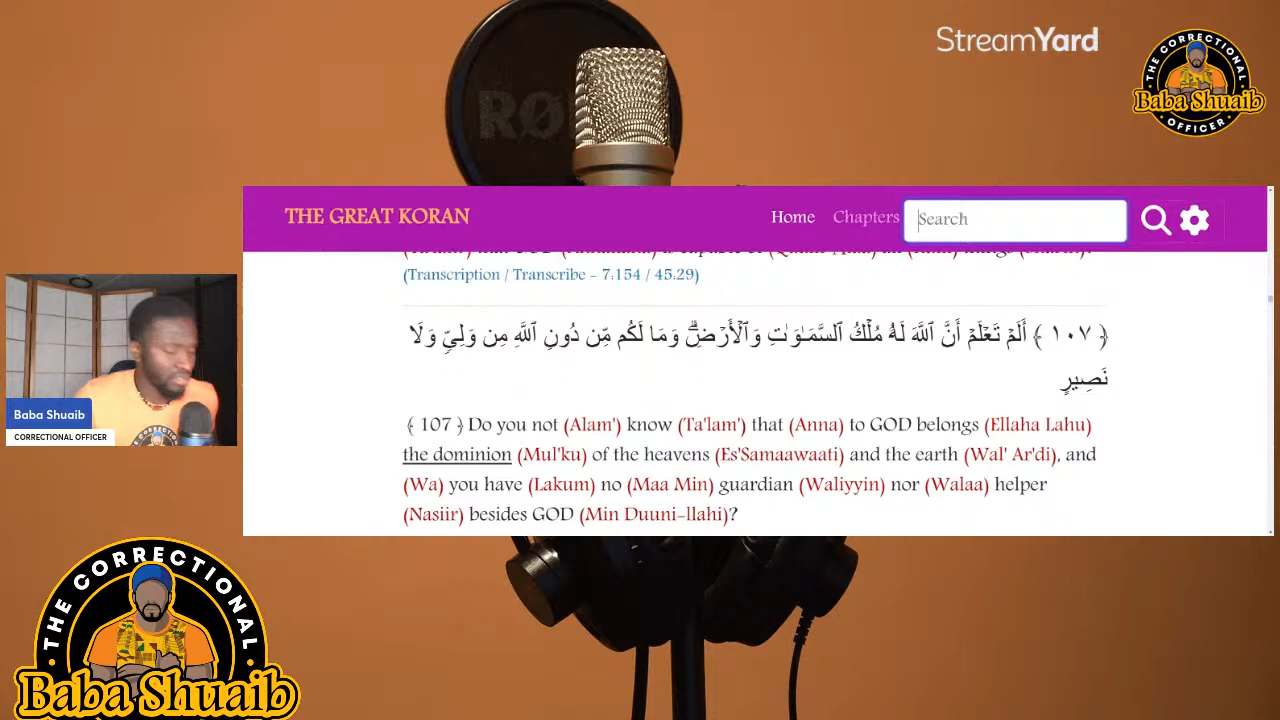 StreamYard
THE CORRECTIONAL
Baba Shuaib
OFFICER
RØ
THE GREAT KORAN
Home
Chapters
Search
(Transcription / Transcribe - 7:154 / 45:29)
﴿ ١٠٧ ﴾ أَلَمْ تَعْلَمْ أَنَّ ٱللَّهَ لَهُۥ مُلْكُ ٱلسَّمَـٰوَٰتِ وَٱلْأَرْضِ ۗ وَمَا لَكُم مِّن دُونِ ٱللَّهِ مِن وَلِىٍّۢ وَلَا
نَصِيرٍ
﴾ 107 ﴿ Do you not (Alam') know (Ta'lam') that (Anna) to GOD belongs (Ellaha Lahu)
the dominion (Mul'ku) of the heavens (Es'Samaawaati) and the earth (Wal' Ar'di), and
(Wa) you have (Lakum) no (Maa Min) guardian (Waliyyin) nor (Walaa) helper
(Nasiir) besides GOD (Min Duuni-llahi)?
Baba Shuaib
CORRECTIONAL OFFICER
THE CORRECTIONAL
Baba Shuaib